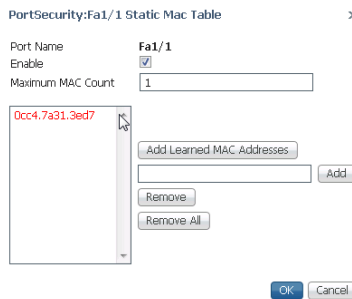 PortSecurity:Fa1/1 Static Mac Table
Port Name Fa1/1
Enable
Maximum MAC Count 1
0cc4.7a31.3ed7
Add Learned MAC Addresses
Add
Remove
Remove All
OK Cancel